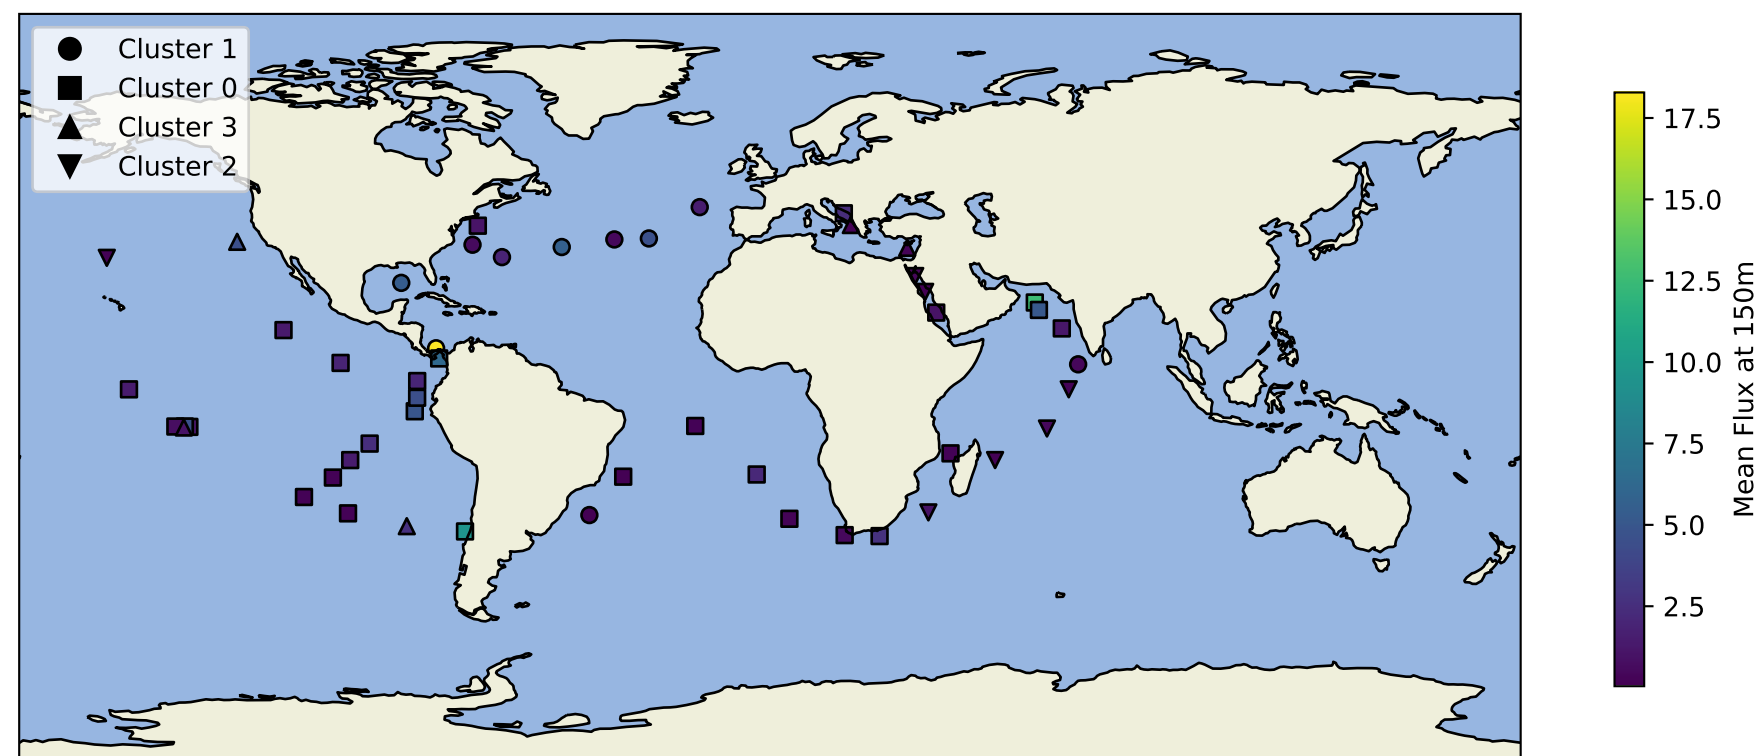 Cluster 1
Cluster 0
Cluster 3
Cluster 2
17.5
15.0
12.5
10.0
7.5
5.0
2.5
Mean Flux at 150m